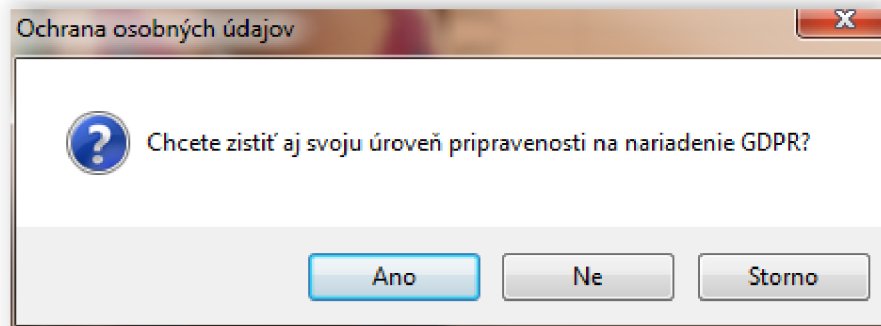 Ochrana osobných údajov
Chcete zistiť aj svoju úroveň pripravenosti na nariadenie GDPR?
Ano
Ne
Storno